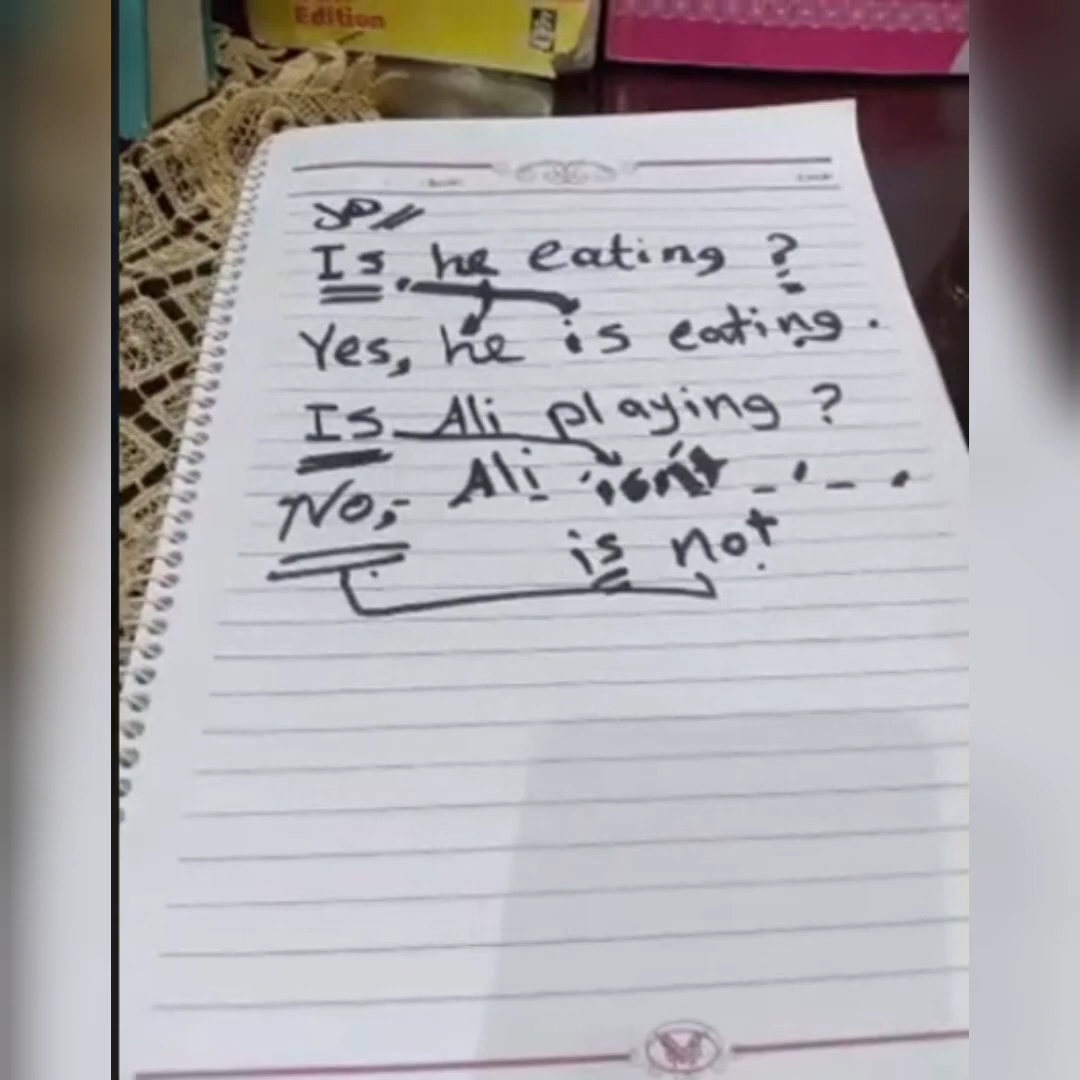 Edition
Is he eating ?
Yes, he is eating.
Is Ali playing ?
No, Ali isn't
is not